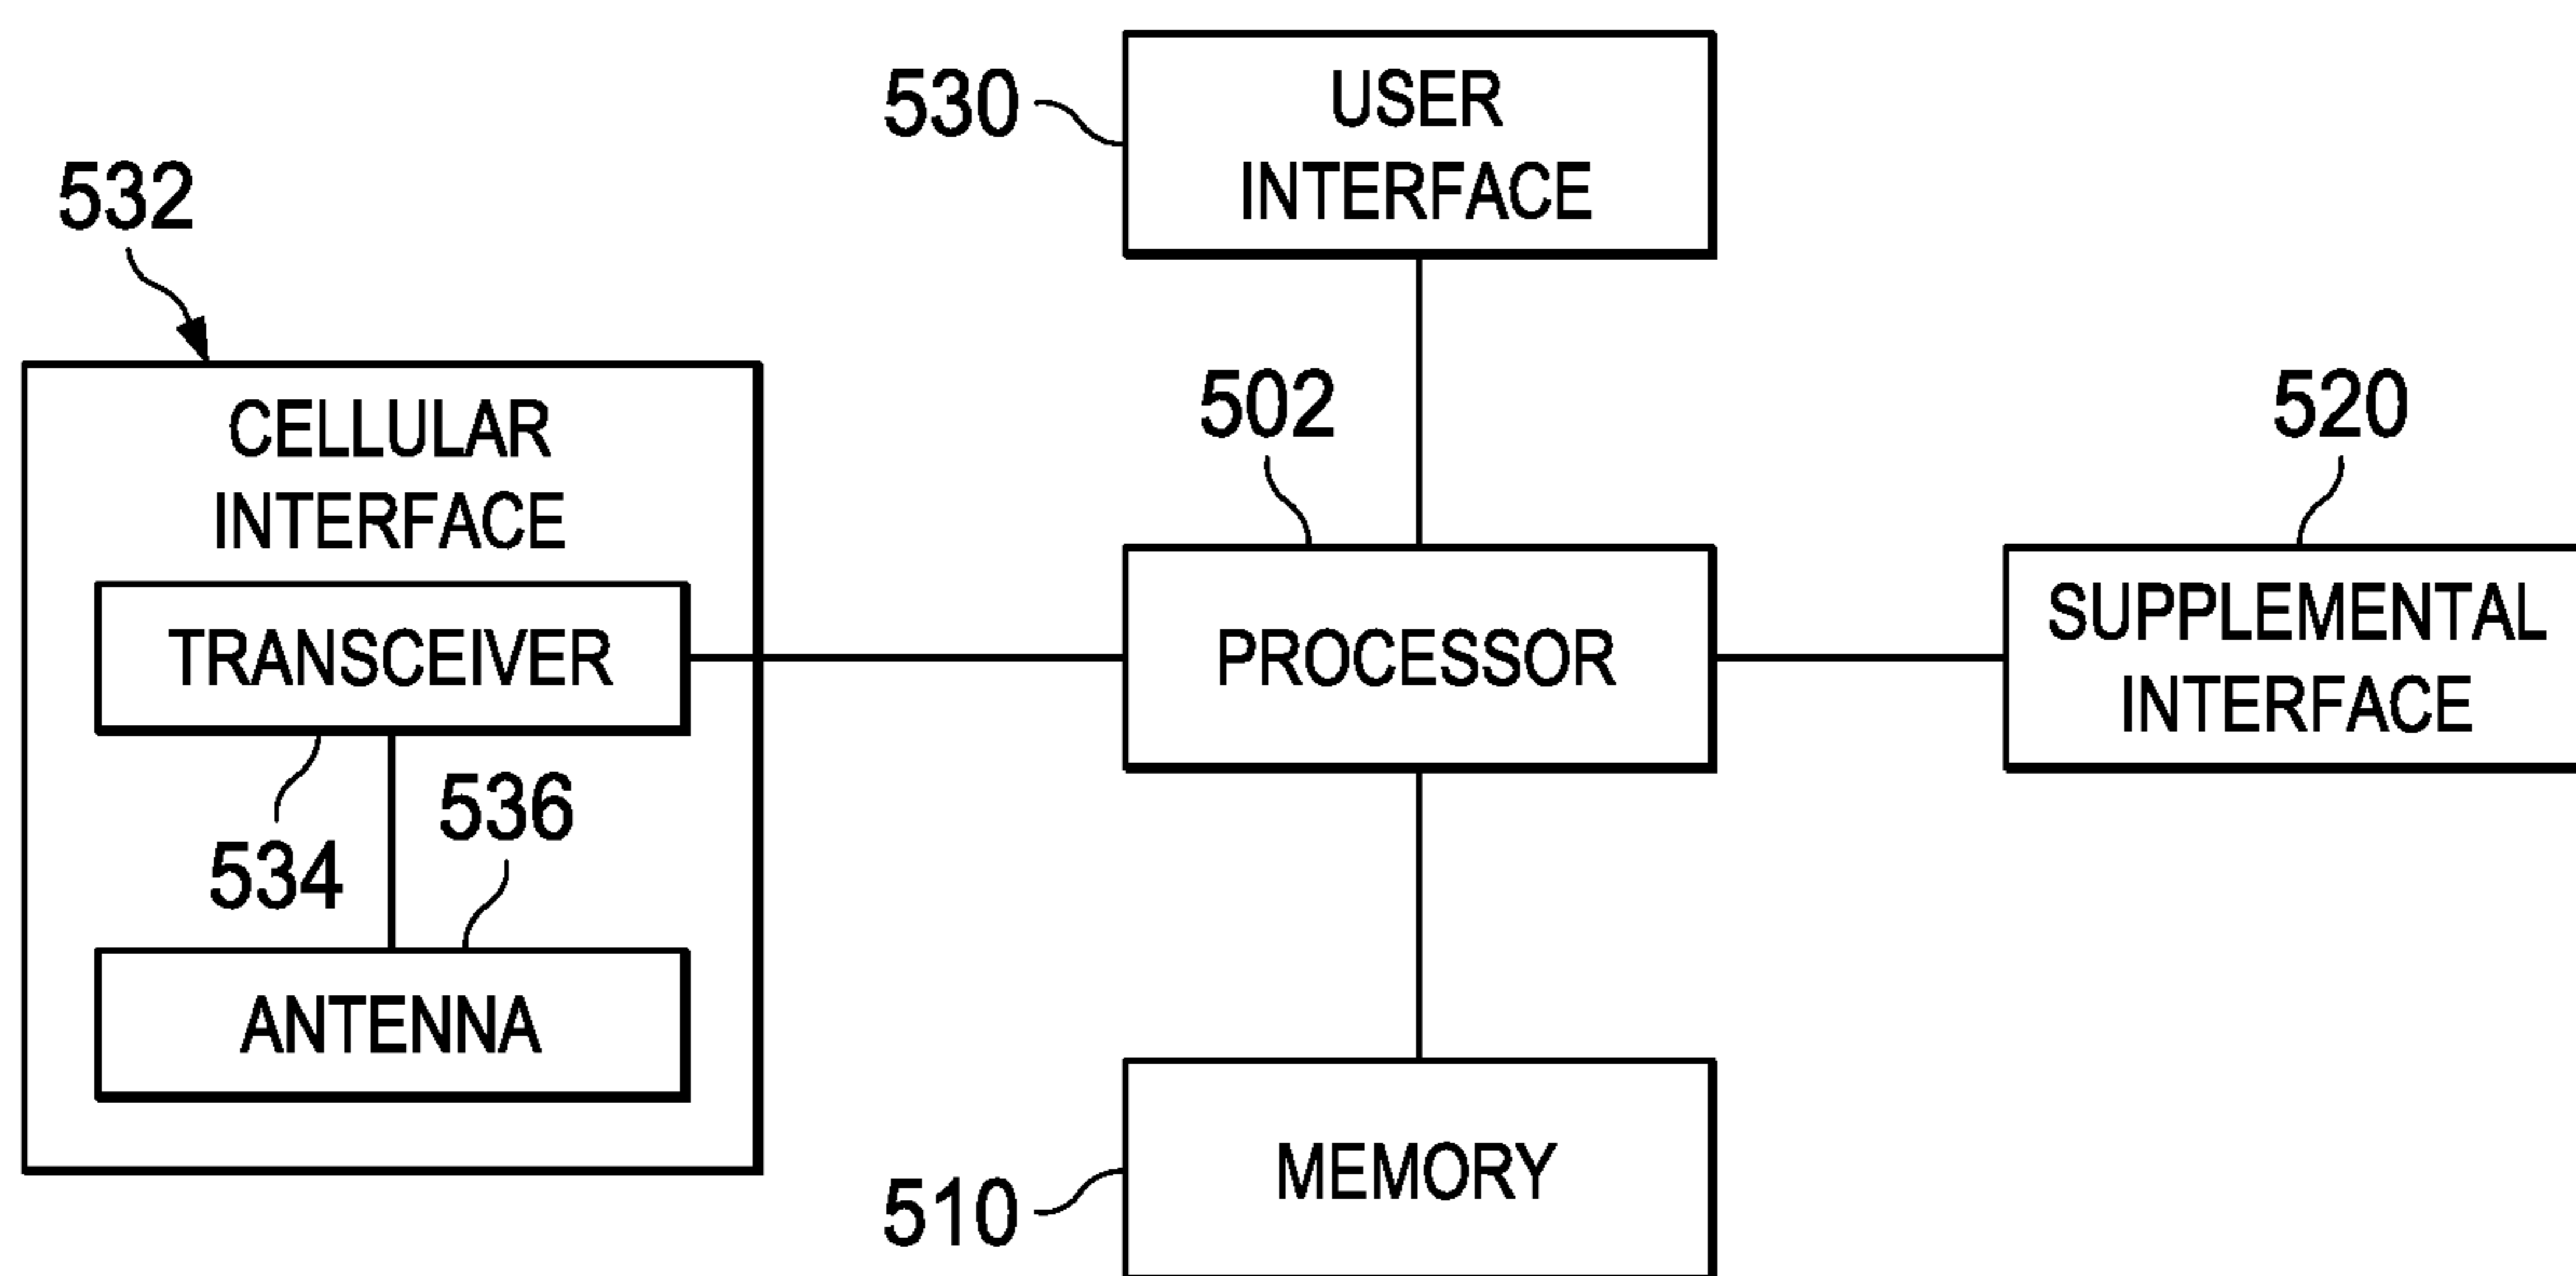 530
USER
INTERFACE
532
CELLULAR
INTERFACE
502
520
TRANSCEIVER
PROCESSOR
SUPPLEMENTAL
INTERFACE
534
536
ANTENNA
510
MEMORY